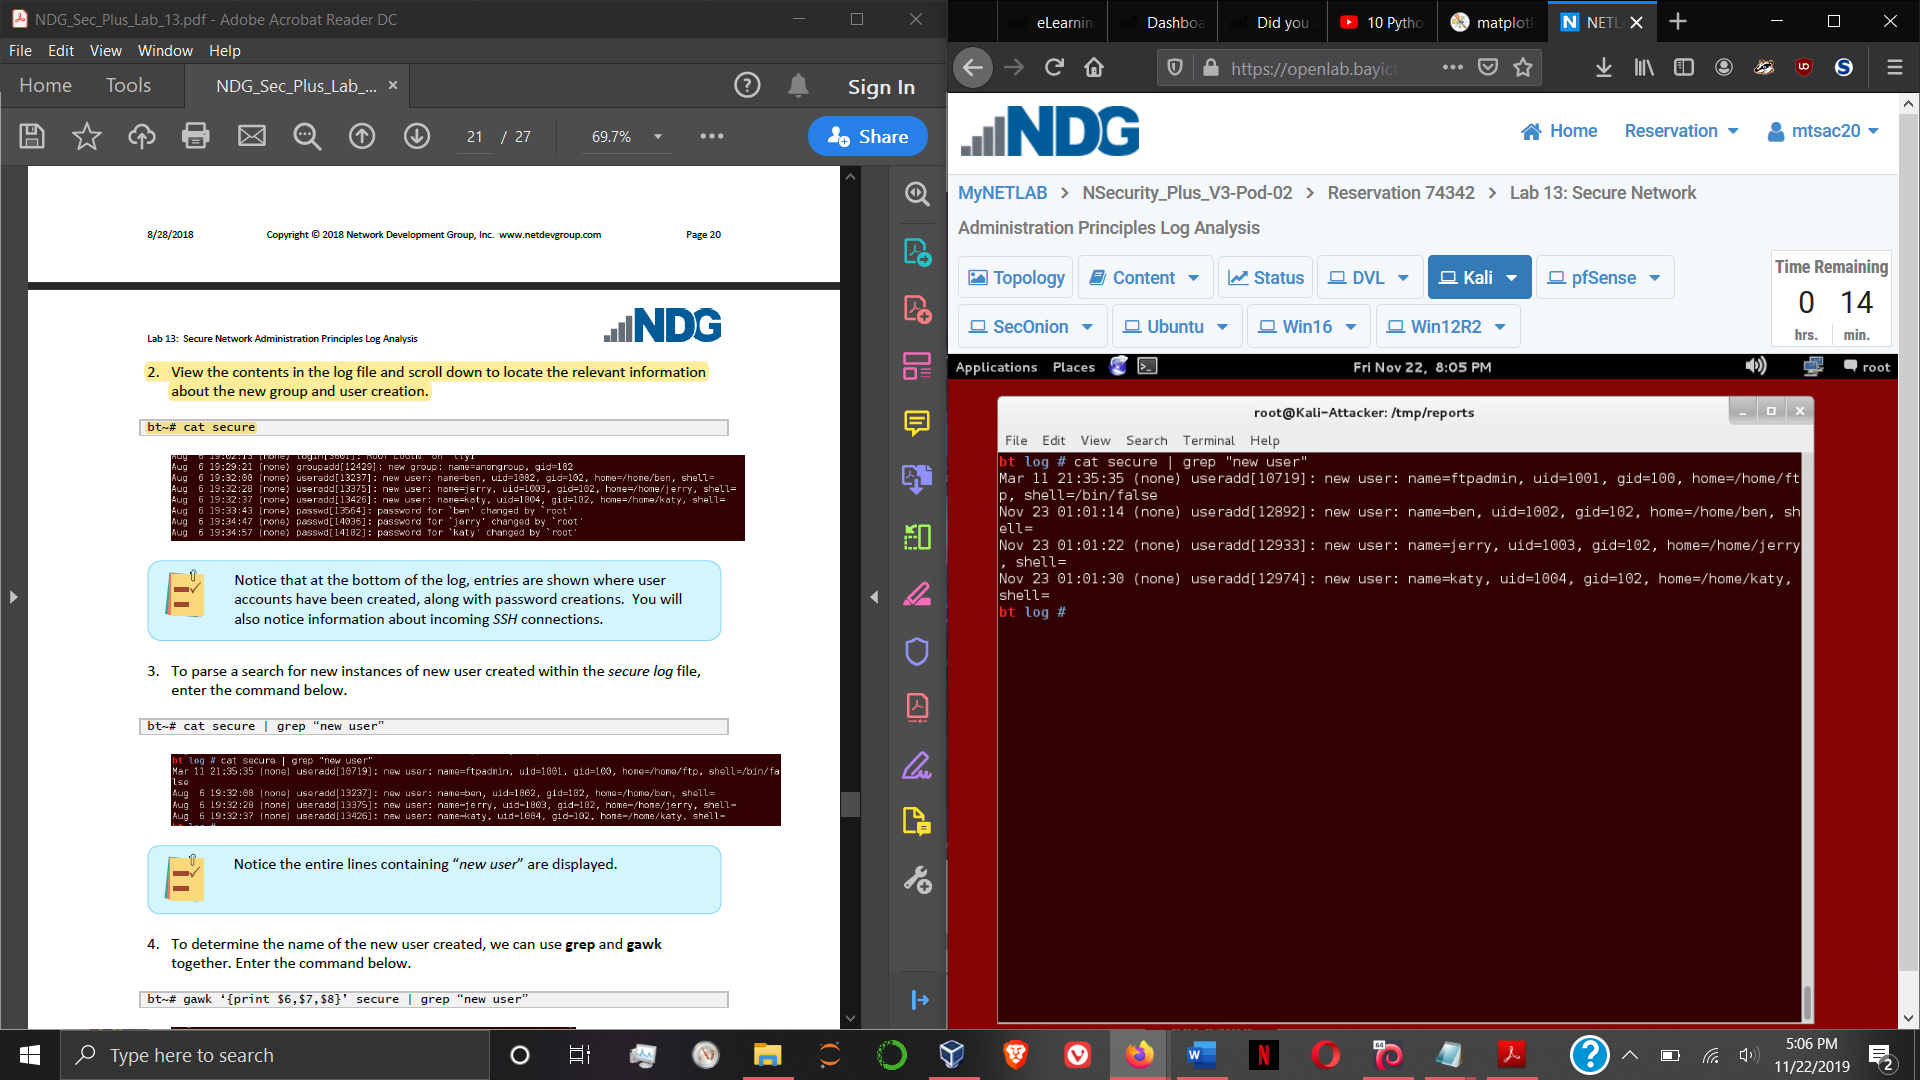 NDG_Sec_Plus_Lab_13.pdf - Adobe Acrobat Reader DC
File Edit View Window Help
Home Tools NDG_Sec_Plus_Lab_... × Sign In
21 / 27 69.7% Share
8/28/2018 Copyright © 2018 Network Development Group, Inc. www.netdevgroup.com Page 20
Lab 13: Secure Network Administration Principles Log Analysis
NDG
2. View the contents in the log file and scroll down to locate the relevant information
about the new group and user creation.
bt~# cat secure
Aug 6 19:29:21 (none) groupadd[12429]: new group: name=anongroup, gid=102
Aug 6 19:32:00 (none) useradd[13237]: new user: name=ben, uid=1002, gid=102, home=/home/ben, shell=
Aug 6 19:32:20 (none) useradd[13375]: new user: name=jerry, uid=1003, gid=102, home=/home/jerry, shell=
Aug 6 19:32:37 (none) useradd[13426]: new user: name=katy, uid=1004, gid=102, home=/home/katy, shell=
Aug 6 19:33:43 (none) passwd[13564]: password for `ben' changed by `root'
Aug 6 19:34:47 (none) passwd[14036]: password for `jerry' changed by `root'
Aug 6 19:34:57 (none) passwd[14102]: password for `katy' changed by `root'
Notice that at the bottom of the log, entries are shown where user
accounts have been created, along with password creations. You will
also notice information about incoming SSH connections.
3. To parse a search for new instances of new user created within the secure log file,
enter the command below.
bt~# cat secure | grep “new user”
bt log # cat secure | grep "new user"
Mar 11 21:35:35 (none) useradd[10719]: new user: name=ftpadmin, uid=1001, gid=100, home=/home/ftp, shell=/bin/fa
lse
Aug 6 19:32:00 (none) useradd[13237]: new user: name=ben, uid=1002, gid=102, home=/home/ben, shell=
Aug 6 19:32:20 (none) useradd[13375]: new user: name=jerry, uid=1003, gid=102, home=/home/jerry, shell=
Aug 6 19:32:37 (none) useradd[13426]: new user: name=katy, uid=1004, gid=102, home=/home/katy, shell=
Notice the entire lines containing “new user” are displayed.
4. To determine the name of the new user created, we can use grep and gawk
together. Enter the command below.
bt~# gawk ‘{print $6,$7,$8}’ secure | grep “new user”
eLearnin Dashboa Did you 10 Pytho matplotl NETL
https://openlab.bayict
NDG
Home Reservation mtsac20
MyNETLAB > NSecurity_Plus_V3-Pod-02 > Reservation 74342 > Lab 13: Secure Network
Administration Principles Log Analysis
Topology Content Status DVL Kali pfSense
SecOnion Ubuntu Win16 Win12R2
Time Remaining
0 14
hrs. min.
Applications Places Fri Nov 22, 8:05 PM root
root@Kali-Attacker: /tmp/reports
File Edit View Search Terminal Help
bt log # cat secure | grep "new user"
Mar 11 21:35:35 (none) useradd[10719]: new user: name=ftpadmin, uid=1001, gid=100, home=/home/ft
p, shell=/bin/false
Nov 23 01:01:14 (none) useradd[12892]: new user: name=ben, uid=1002, gid=102, home=/home/ben, sh
ell=
Nov 23 01:01:22 (none) useradd[12933]: new user: name=jerry, uid=1003, gid=102, home=/home/jerry
, shell=
Nov 23 01:01:30 (none) useradd[12974]: new user: name=katy, uid=1004, gid=102, home=/home/katy,
shell=
bt log #
Type here to search
5:06 PM
11/22/2019
2